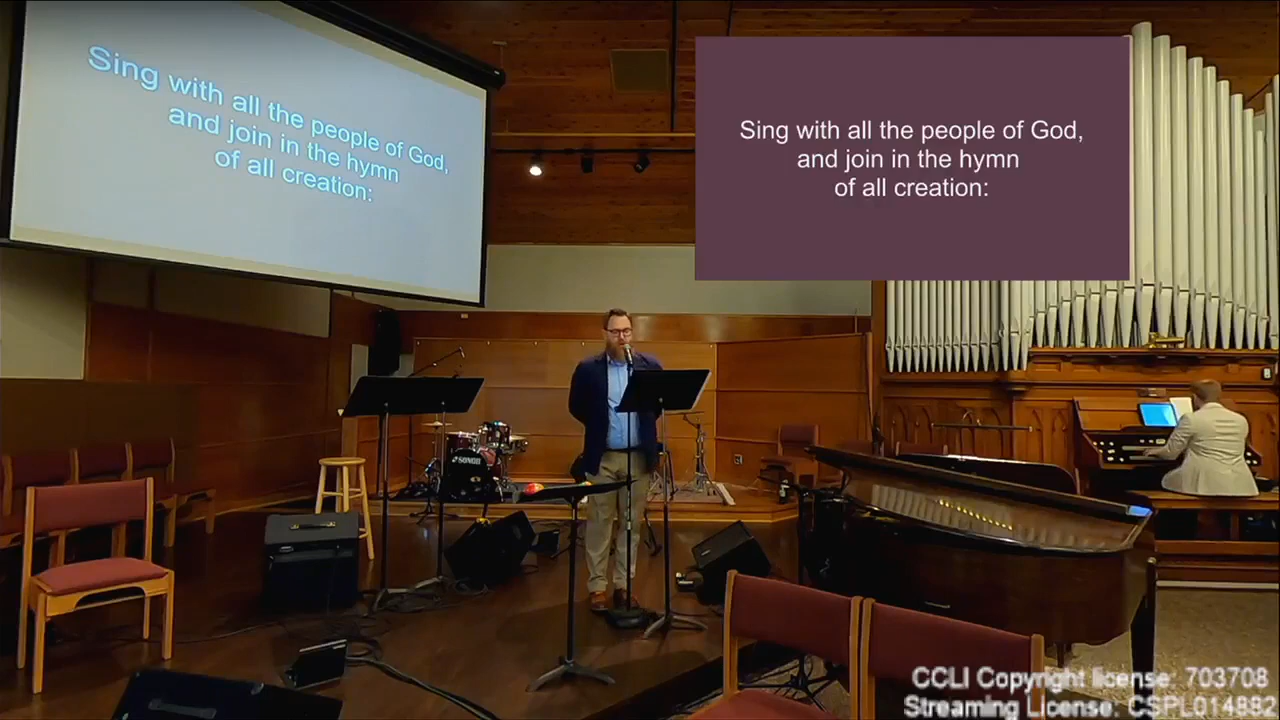 Sing with all the people of God,
and join in the hymn
of all creation:
Sing with all the people of God,
and join in the hymn
of all creation:
SONOR
CCLI Copyright license: 703708
Streaming License: CSPL014882